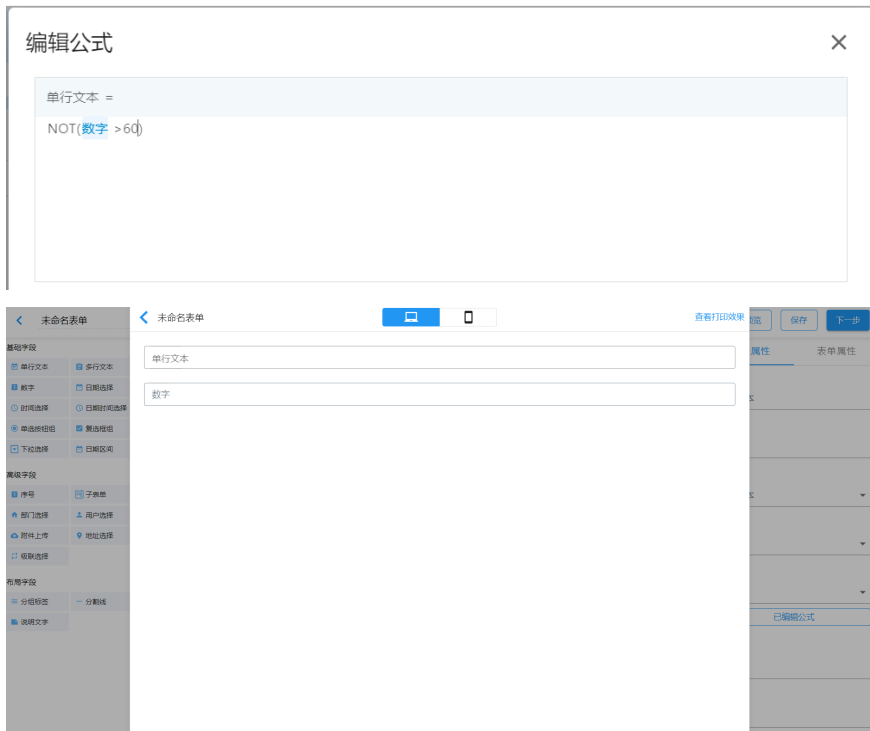 编辑公式
单行文本 =
NOT(数字 >60)
未命名表单
未命名表单
查看打印效果
保存
下一步
基础字段
属性
表单属性
单行文本
多行文本
单行文本
数字
日期选择
数字
时间选择
日期时间选择
单选按钮组
复选框组
下拉选择
日期区间
高级字段
序号
子表单
部门选择
用户选择
附件上传
地址选择
级联选择
布局字段
分组标签
分割线
已编辑公式
说明文字